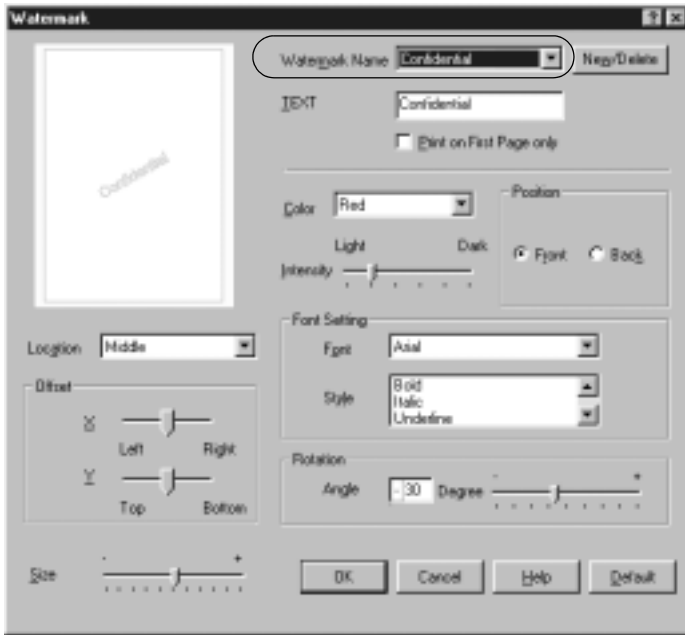 Watermark
Watermark Name Confidential New/Delete
TEXT Confidential
Print on First Page only
Confidential
Color Red
Position
Light Dark
Front Back
Intensity
Location Middle
Font Setting
Font Arial
Style Bold
Italic
Underline
Offset
X
Left Right
Y
Top Bottom
Rotation
Angle - 30 Degree - +
Size - +
OK Cancel Help Default